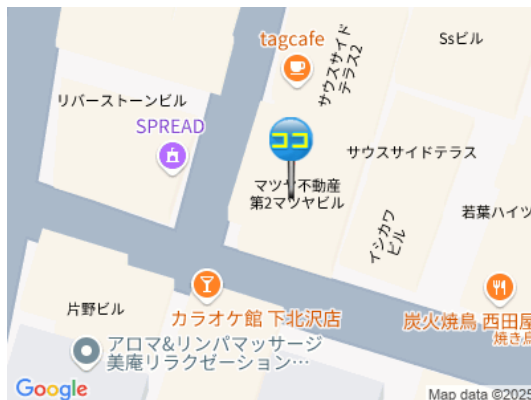 tagcafe
Ssビル
サウスサイド
テラス2
リバーストーンビル
SPREAD
ココ
サウスサイドテラス
マツヤ不動産
第2マツヤビル
イシカワ
ビル
若葉ハイツ
カラオケ館 下北沢店
炭火焼鳥 西田屋
焼き鳥
片野ビル
アロマ&リンパマッサージ
美庵リラクゼーション…
Google
Map data ©2025